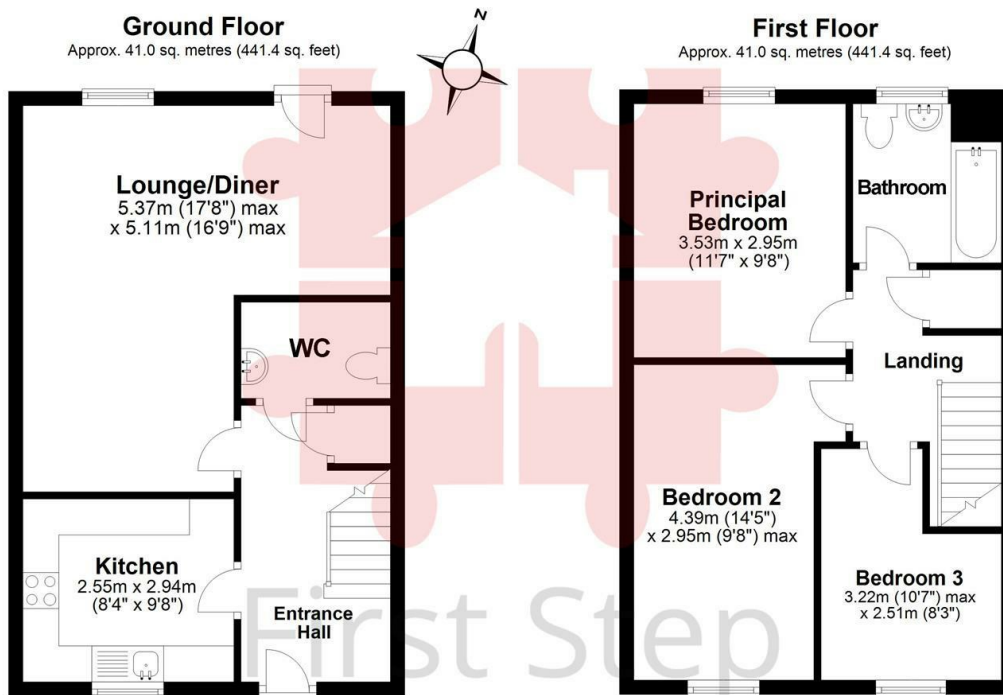 Ground Floor
Approx. 41.0 sq. metres (441.4 sq. feet)
N
Lounge/Diner
5.37m (17'8") max
x 5.11m (16'9") max
WC
Kitchen
2.55m x 2.94m
(8'4" x 9'8")
Entrance
Hall
First Floor
Approx. 41.0 sq. metres (441.4 sq. feet)
Principal
Bedroom
3.53m x 2.95m
(11'7" x 9'8")
Bathroom
Landing
Bedroom 2
4.39m (14'5")
x 2.95m (9'8") max
Bedroom 3
3.22m (10'7") max
x 2.51m (8'3")
First Step